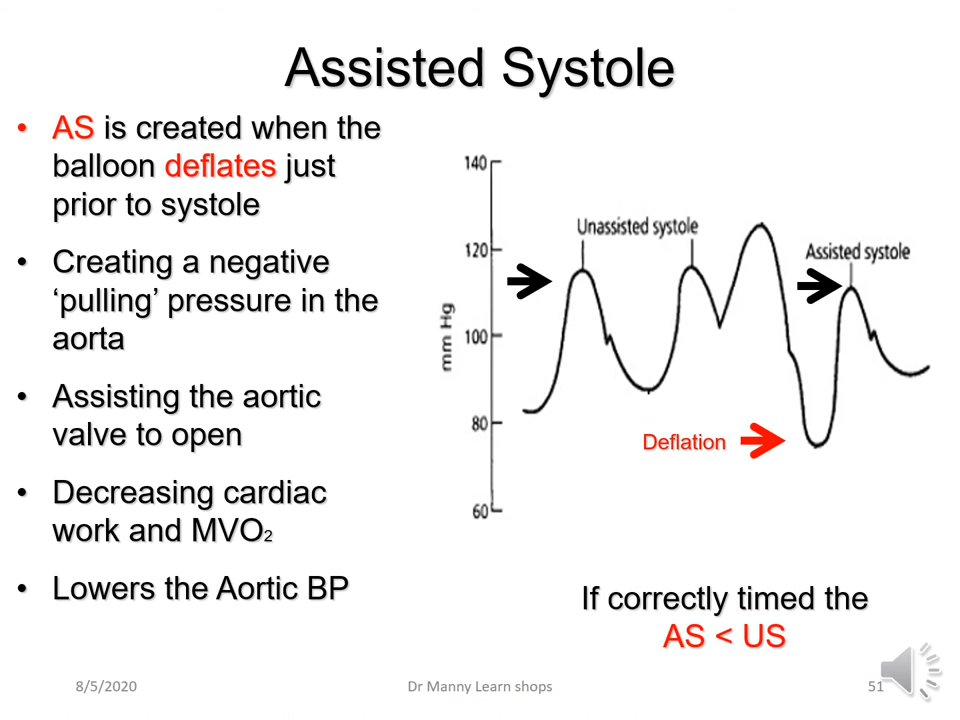 Assisted Systole
• AS is created when the
balloon deflates just
prior to systole
• Creating a negative
‘pulling’ pressure in the
aorta
• Assisting the aortic
valve to open
• Decreasing cardiac
work and MVO2
• Lowers the Aortic BP
140
120
100
80
60
mm Hg
Unassisted systole
Assisted systole
Deflation
If correctly timed the
AS < US
8/5/2020
Dr Manny Learn shops
51